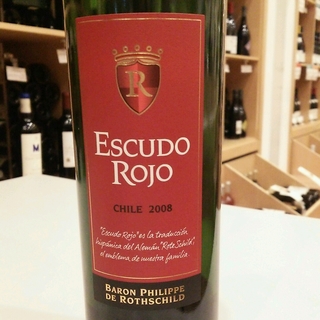 R
ESCUDO
ROJO
CHILE 2008
"Escudo Rojo" es la traducción
hispánica del Alemán "Rote Schild",
el emblema de nuestra familia.
BARON PHILIPPE
DE ROTHSCHILD